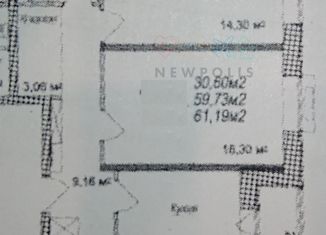 14,30 м²
NEWPOLIS
3,06 м²
30,60м2
59,73м2
61,19м2
16,30 м²
9,16 м²
Кухня